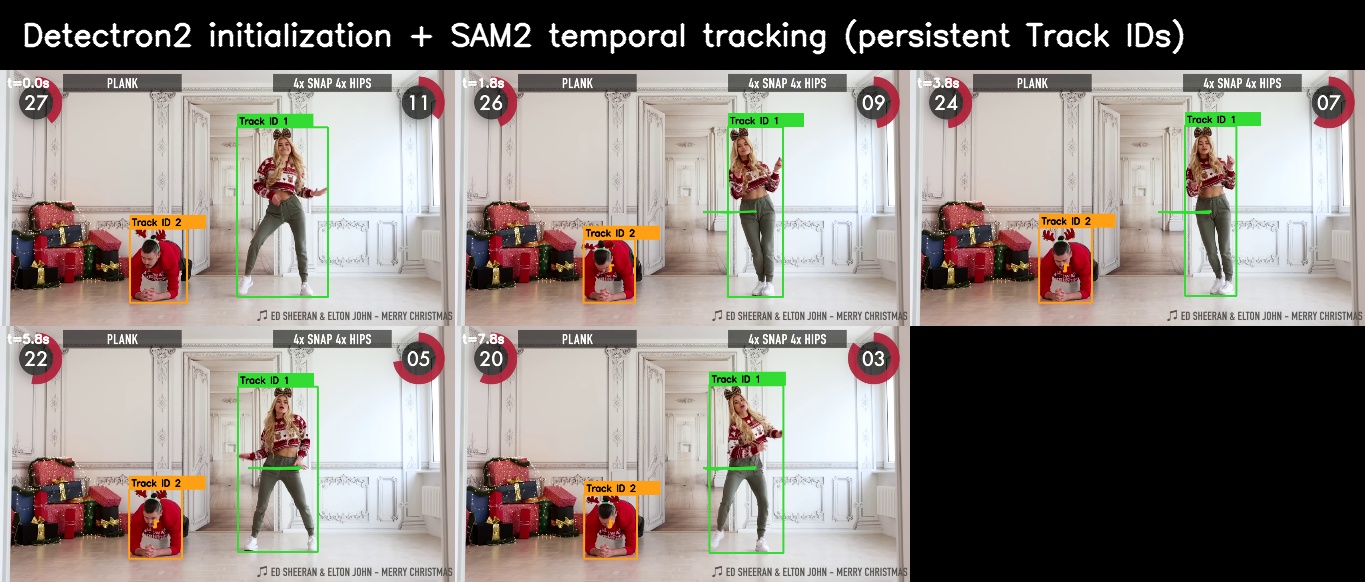 Detectron2 initialization + SAM2 temporal tracking (persistent Track IDs)
t=0.0s
PLANK
4x SNAP 4x HIPS
27
11
Track ID 1
Track ID 2
ED SHEERAN & ELTON JOHN - MERRY CHRISTMAS
t=1.8s
PLANK
4x SNAP 4x HIPS
26
09
Track ID 1
Track ID 2
ED SHEERAN & ELTON JOHN - MERRY CHRISTMAS
t=3.8s
PLANK
4x SNAP 4x HIPS
24
07
Track ID 1
Track ID 2
ED SHEERAN & ELTON JOHN - MERRY CHRISTMAS
t=5.8s
PLANK
4x SNAP 4x HIPS
22
05
Track ID 1
Track ID 2
ED SHEERAN & ELTON JOHN - MERRY CHRISTMAS
t=7.8s
PLANK
4x SNAP 4x HIPS
20
03
Track ID 1
Track ID 2
ED SHEERAN & ELTON JOHN - MERRY CHRISTMAS